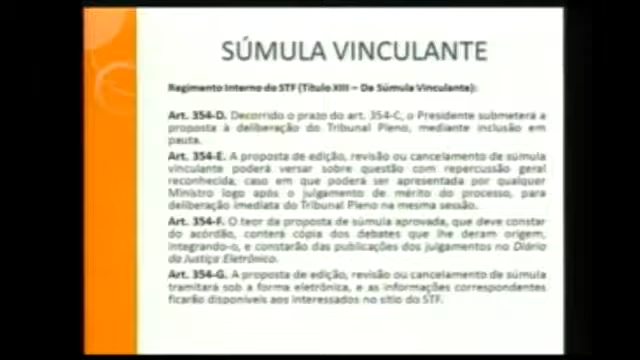 SÚMULA VINCULANTE
Regimento Interno do STF (Título XIII – Da Súmula Vinculante):
Art. 354-D. Decorrido o prazo do art. 354-C, o Presidente submeterá a
proposta à deliberação do Tribunal Pleno, mediante inclusão em
pauta.
Art. 354-E. A proposta de edição, revisão ou cancelamento de súmula
vinculante poderá versar sobre questão com repercussão geral
reconhecida, caso em que poderá ser apresentada por qualquer
Ministro logo após o julgamento de mérito do processo, para
deliberação imediata do Tribunal Pleno na mesma sessão.
Art. 354-F. O teor da proposta de súmula aprovada, que deve constar
do acórdão, conterá cópia dos debates que lhe deram origem,
integrando-o, e constarão das publicações dos julgamentos no Diário
da Justiça Eletrônico.
Art. 354-G. A proposta de edição, revisão ou cancelamento de súmula
tramitará sob a forma eletrônica, e as informações correspondentes
ficarão disponíveis aos interessados no sítio do STF.